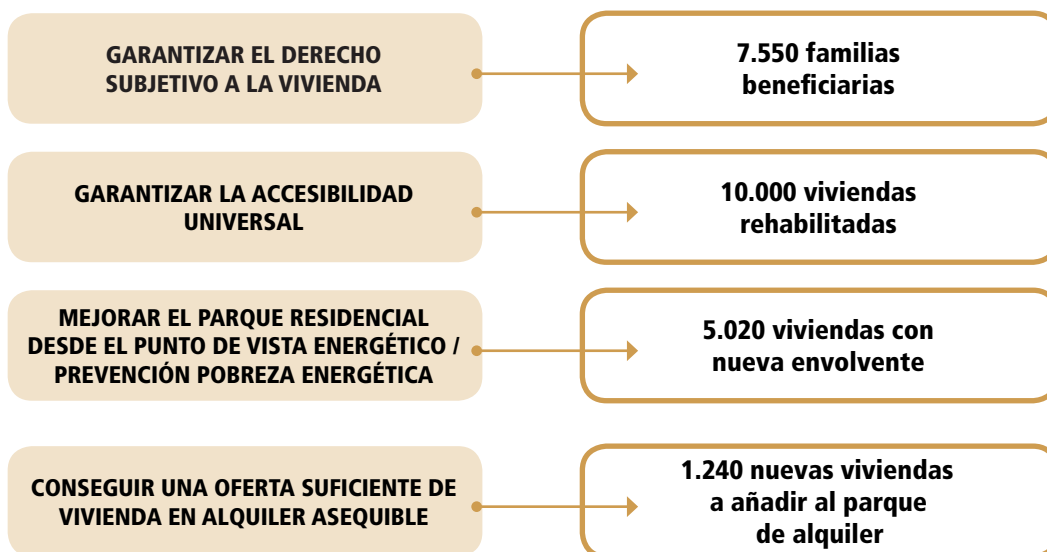 GARANTIZAR EL DERECHO
SUBJETIVO A LA VIVIENDA
7.550 familias
beneficiarias
GARANTIZAR LA ACCESIBILIDAD
UNIVERSAL
10.000 viviendas
rehabilitadas
MEJORAR EL PARQUE RESIDENCIAL
DESDE EL PUNTO DE VISTA ENERGÉTICO /
PREVENCIÓN POBREZA ENERGÉTICA
5.020 viviendas con
nueva envolvente
CONSEGUIR UNA OFERTA SUFICIENTE DE
VIVIENDA EN ALQUILER ASEQUIBLE
1.240 nuevas viviendas
a añadir al parque
de alquiler